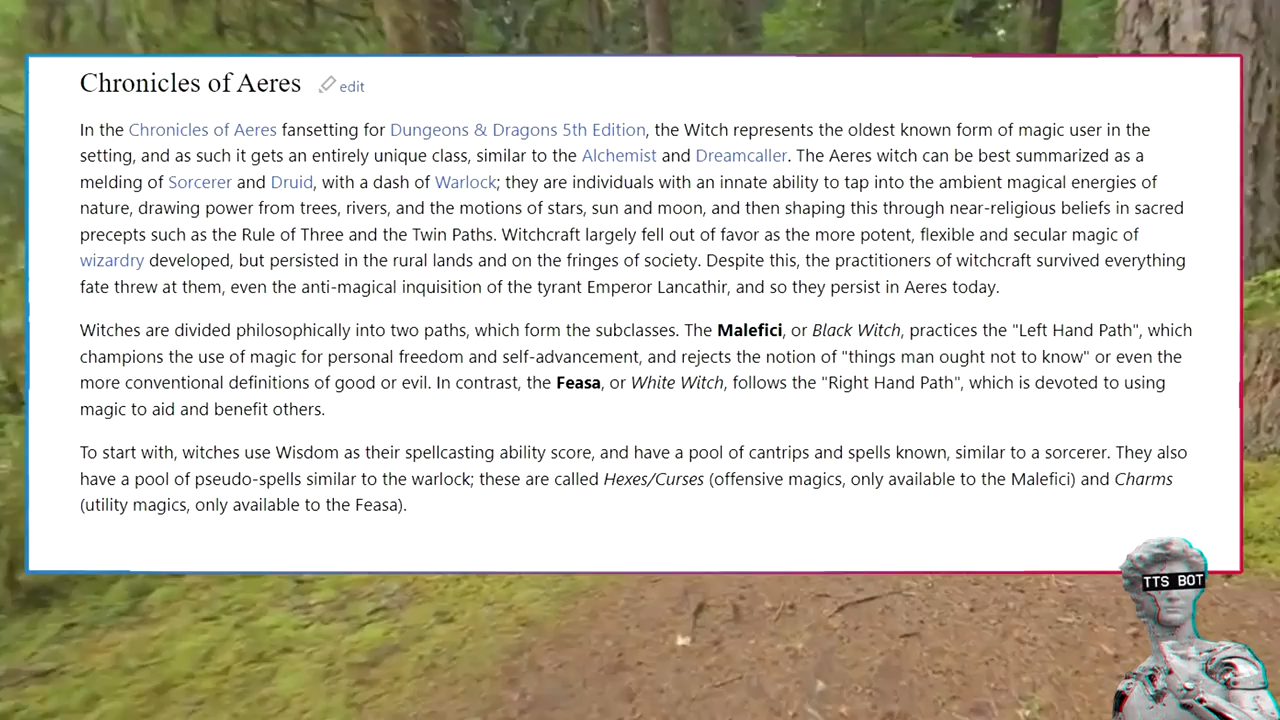 Chronicles of Aeres edit
In the Chronicles of Aeres fansetting for Dungeons & Dragons 5th Edition, the Witch represents the oldest known form of magic user in the
setting, and as such it gets an entirely unique class, similar to the Alchemist and Dreamcaller. The Aeres witch can be best summarized as a
melding of Sorcerer and Druid, with a dash of Warlock; they are individuals with an innate ability to tap into the ambient magical energies of
nature, drawing power from trees, rivers, and the motions of stars, sun and moon, and then shaping this through near-religious beliefs in sacred
precepts such as the Rule of Three and the Twin Paths. Witchcraft largely fell out of favor as the more potent, flexible and secular magic of
wizardry developed, but persisted in the rural lands and on the fringes of society. Despite this, the practitioners of witchcraft survived everything
fate threw at them, even the anti-magical inquisition of the tyrant Emperor Lancathir, and so they persist in Aeres today.
Witches are divided philosophically into two paths, which form the subclasses. The Malefici, or Black Witch, practices the "Left Hand Path", which
champions the use of magic for personal freedom and self-advancement, and rejects the notion of "things man ought not to know" or even the
more conventional definitions of good or evil. In contrast, the Feasa, or White Witch, follows the "Right Hand Path", which is devoted to using
magic to aid and benefit others.
To start with, witches use Wisdom as their spellcasting ability score, and have a pool of cantrips and spells known, similar to a sorcerer. They also
have a pool of pseudo-spells similar to the warlock; these are called Hexes/Curses (offensive magics, only available to the Malefici) and Charms
(utility magics, only available to the Feasa).
TTS BOT